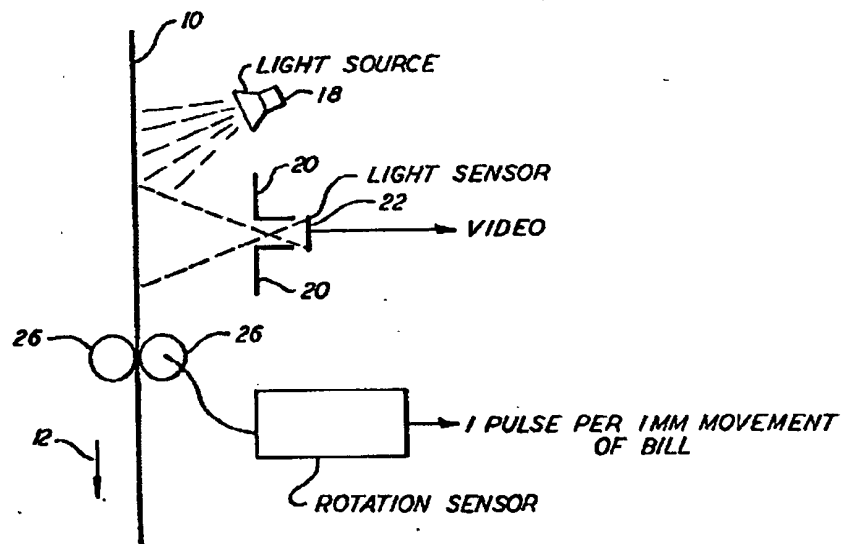 10
LIGHT SOURCE
18
20
LIGHT SENSOR
22
VIDEO
20
26
26
12
1 PULSE PER 1MM MOVEMENT
OF BILL
ROTATION SENSOR